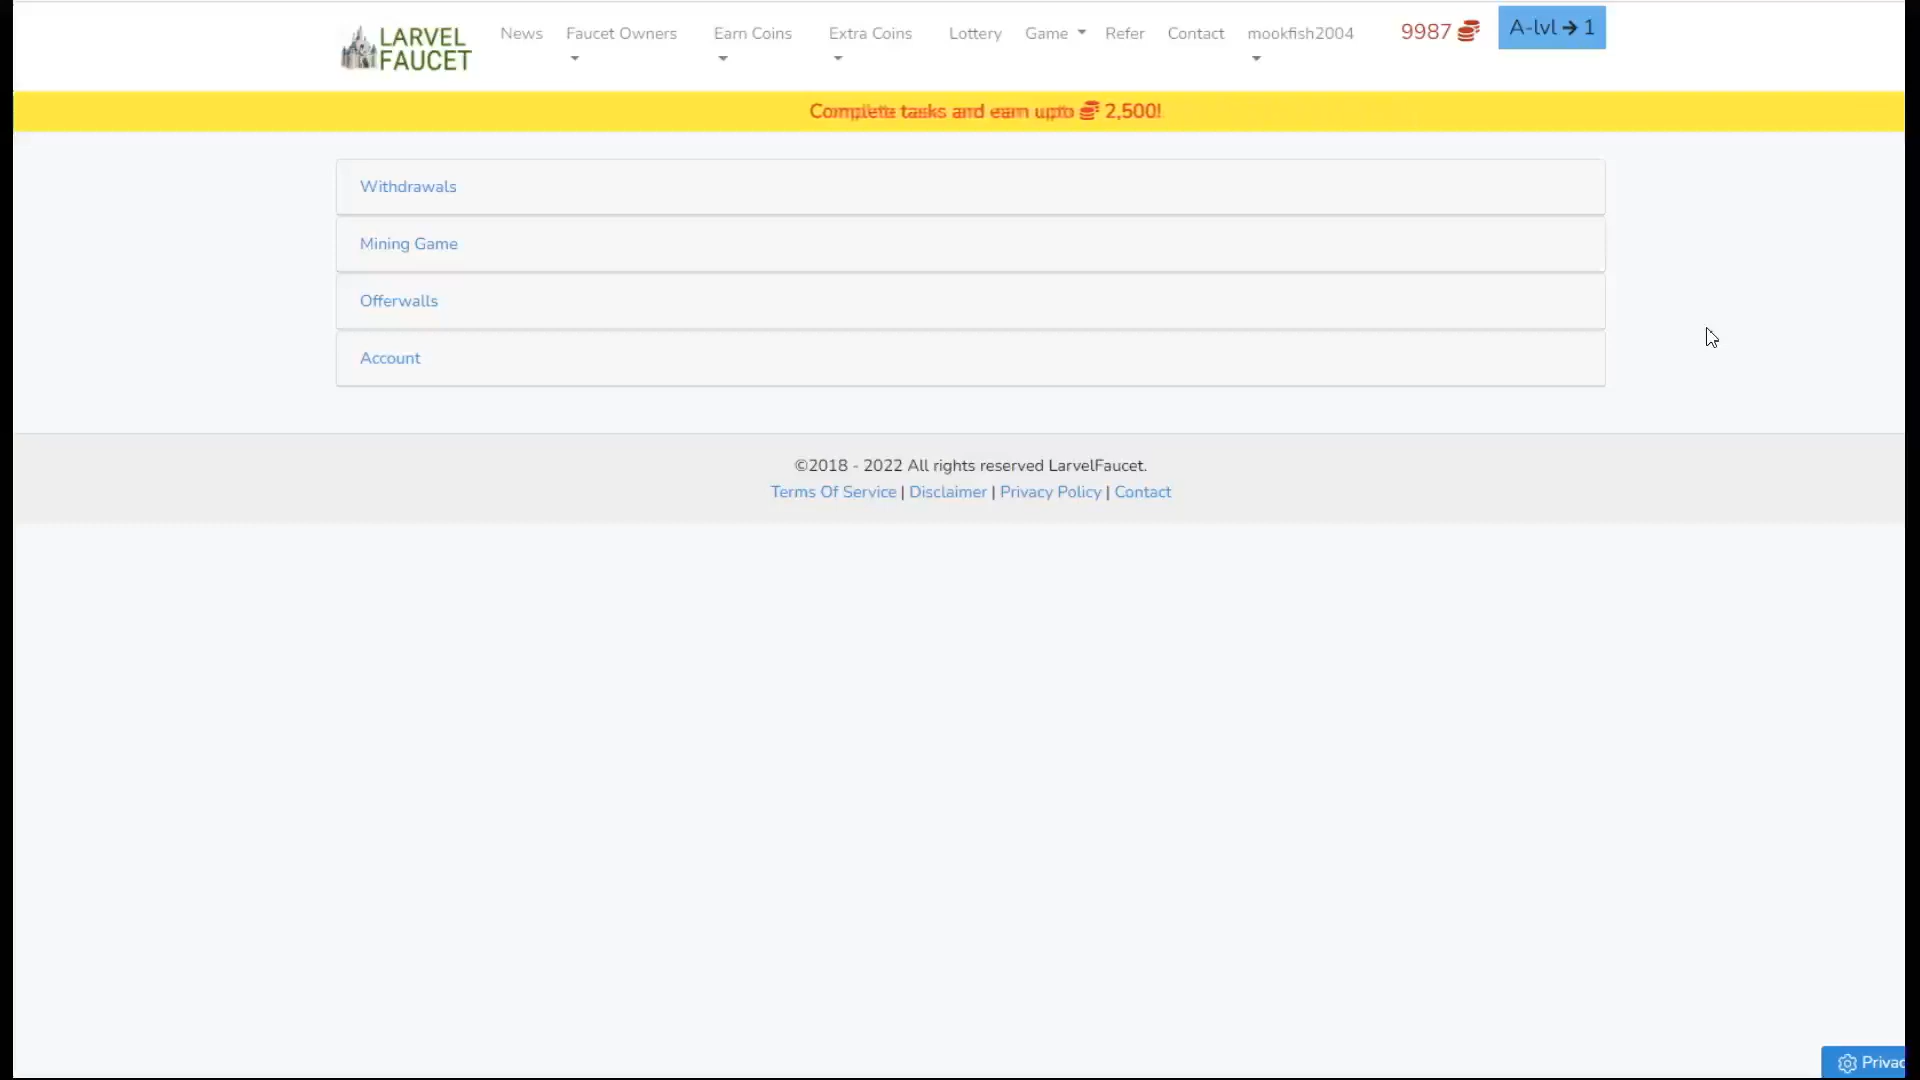 LARVEL
FAUCET
News
Faucet Owners
Earn Coins
Extra Coins
Lottery
Game
Refer
Contact
mookfish2004
9987
A-lvl → 1
Complete tasks and earn upto 2,500!
Withdrawals
Mining Game
Offerwalls
Account
©2018 - 2022 All rights reserved LarvelFaucet.
Terms Of Service | Disclaimer | Privacy Policy | Contact
Privac